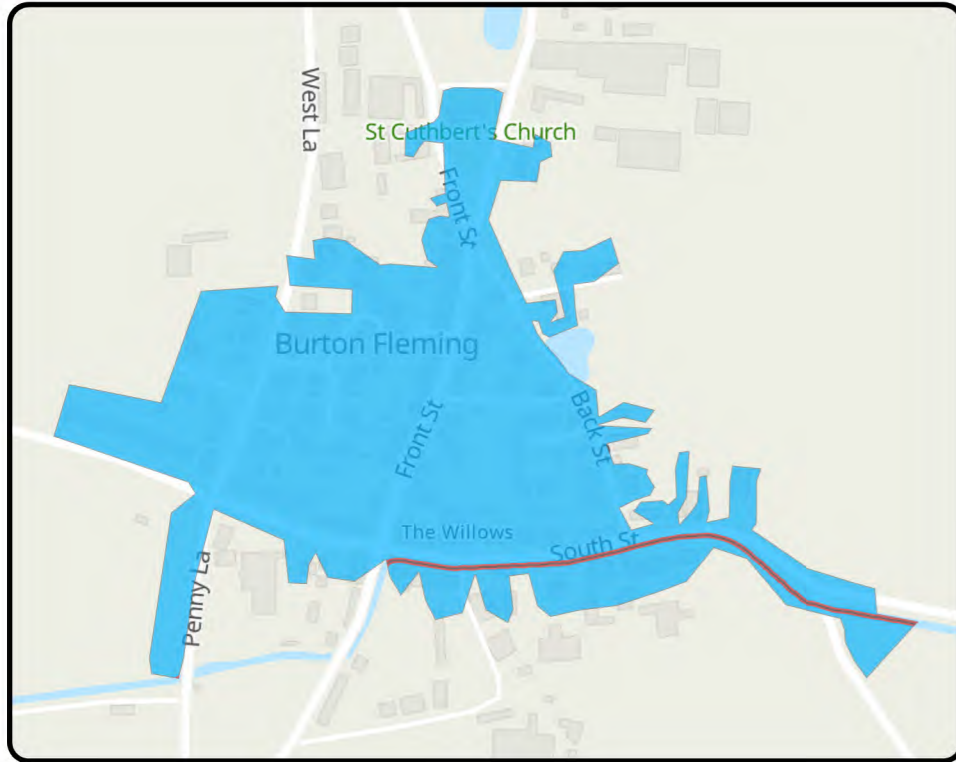 West La
St Cuthbert's Church
Front St
Burton Fleming
Front St
Back St
The Willows
South St
Penny La